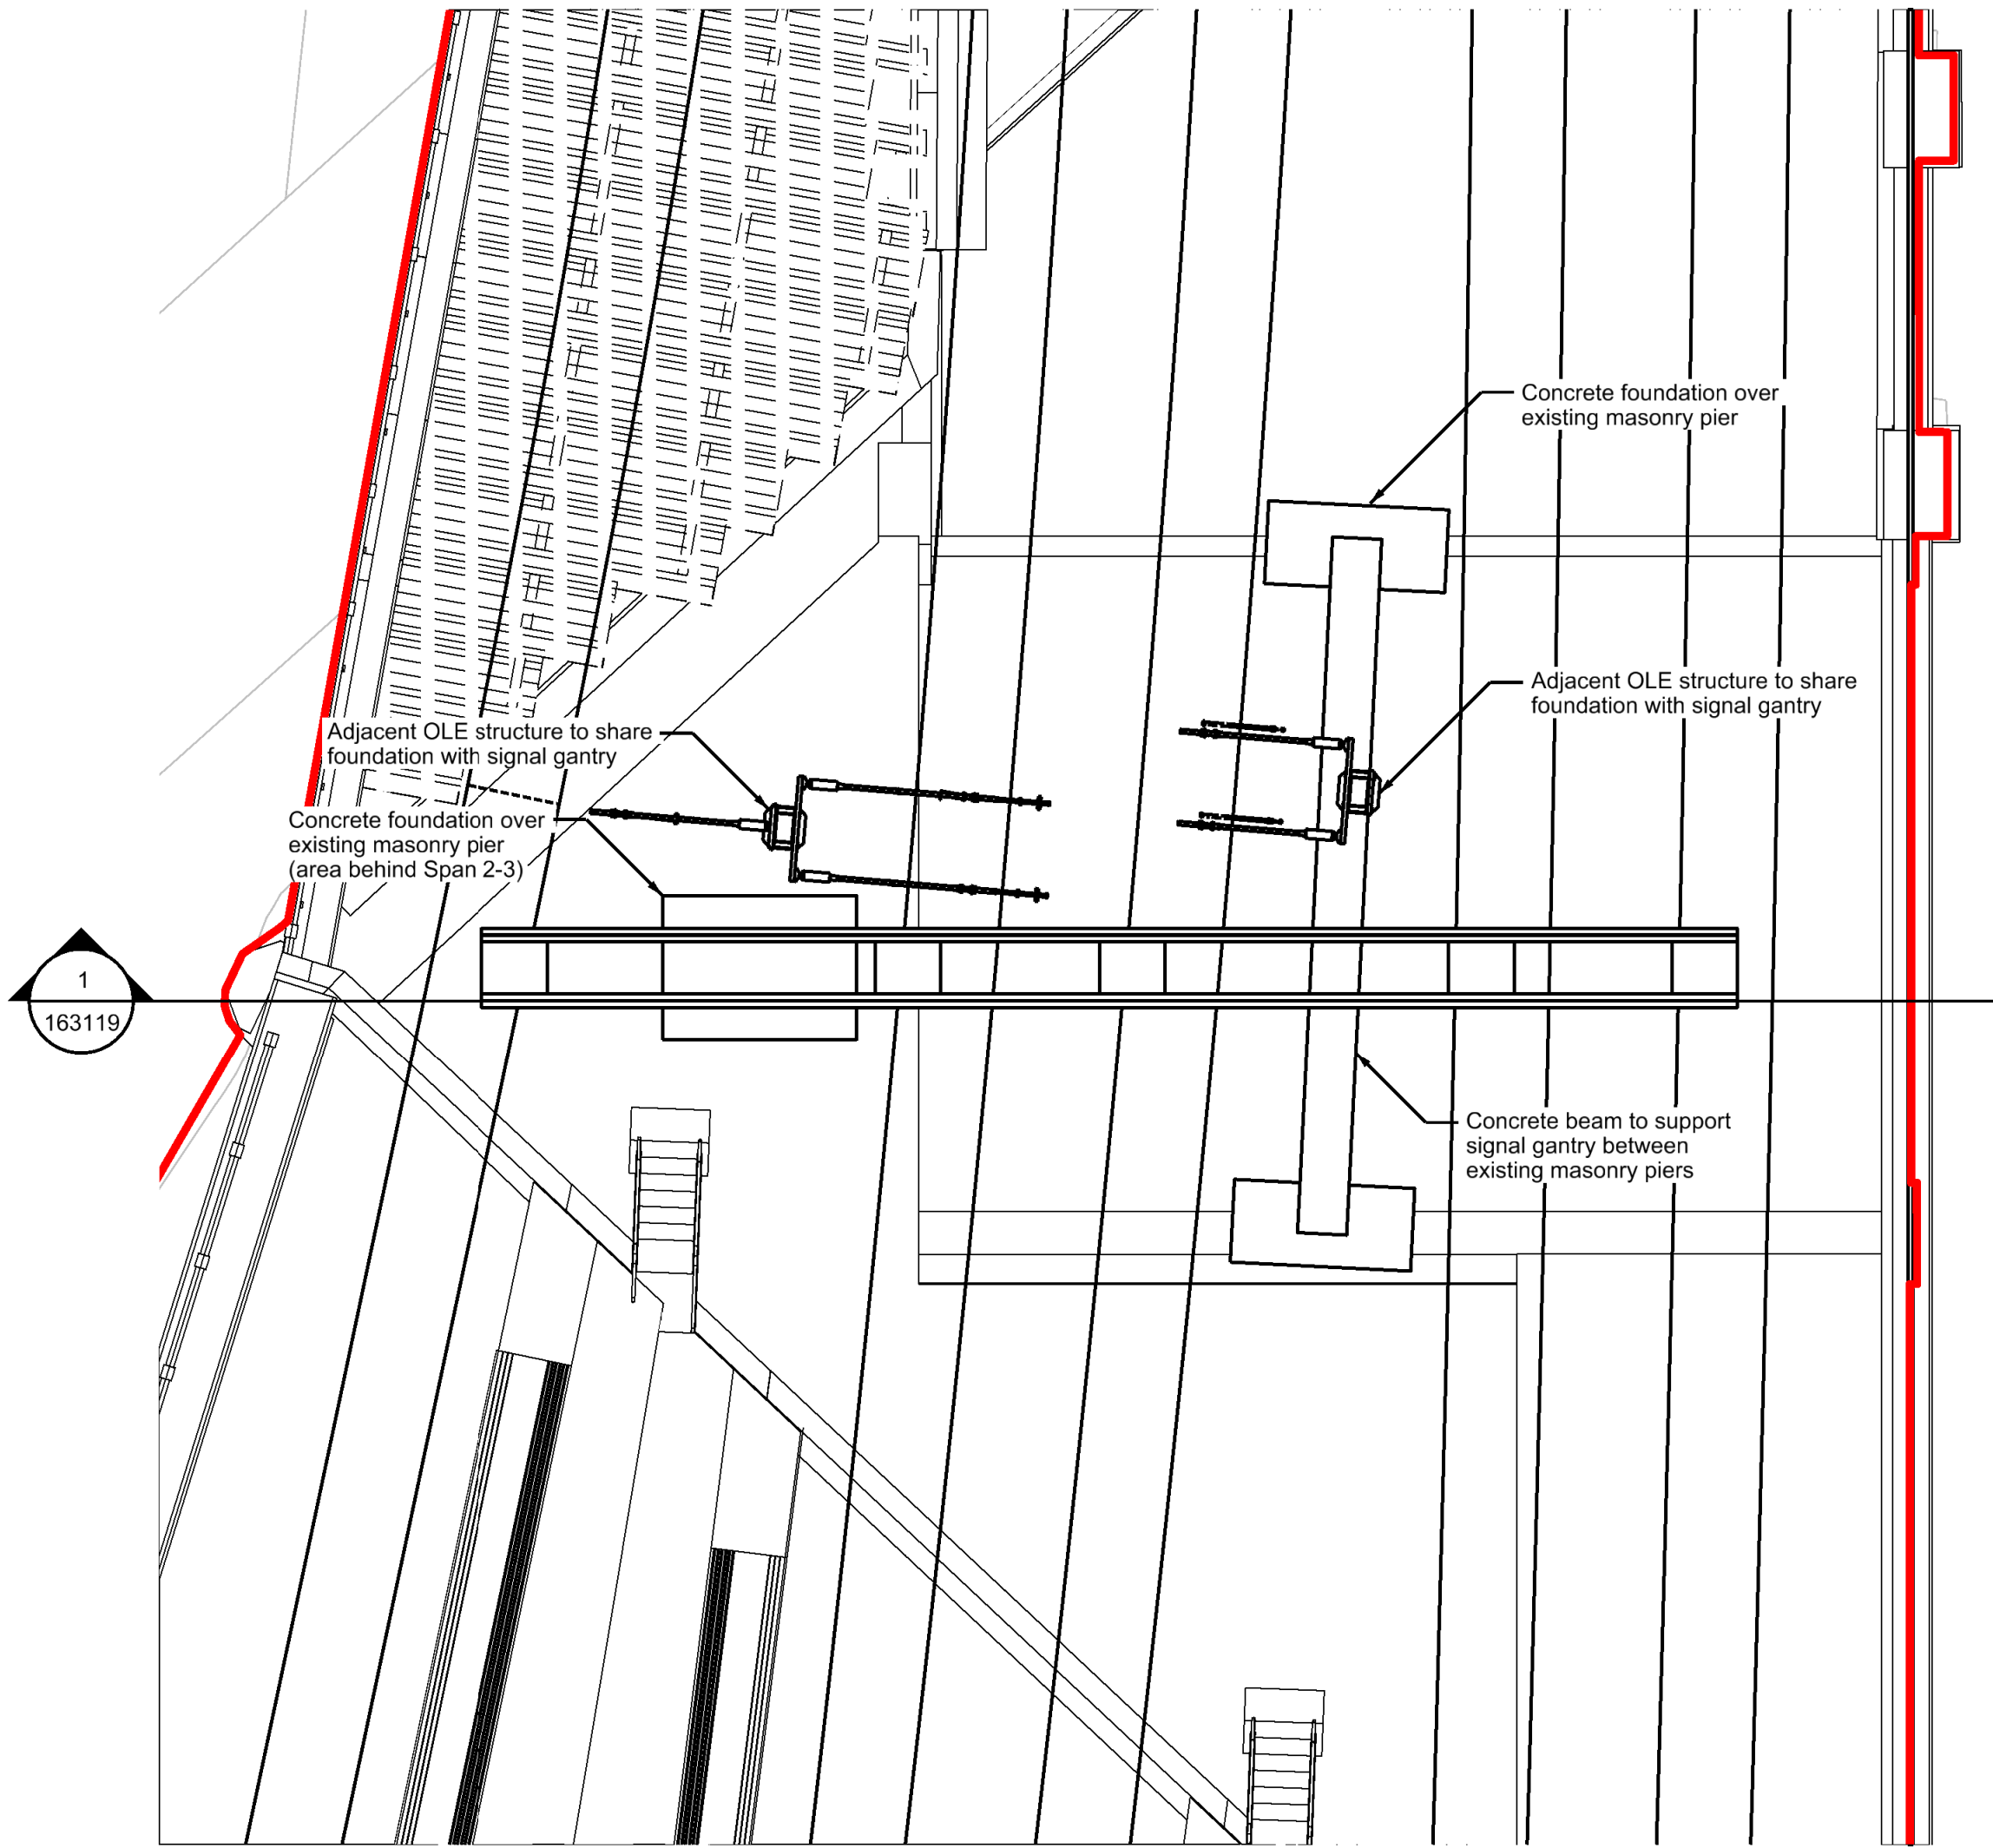 Concrete foundation over
existing masonry pier
Adjacent OLE structure to share
foundation with signal gantry
Adjacent OLE structure to share
foundation with signal gantry
Concrete foundation over
existing masonry pier
(area behind Span 2-3)
1
163119
Concrete beam to support
signal gantry between
existing masonry piers